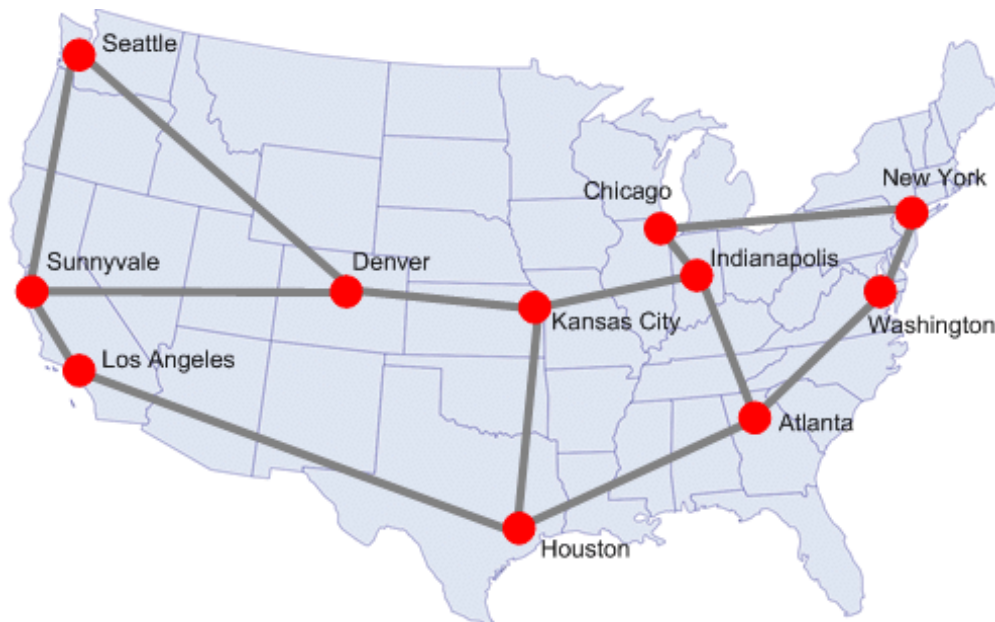 Seattle
New York
Chicago
Sunnyvale
Denver
Indianapolis
Kansas City
Washington
Los Angeles
Atlanta
Houston